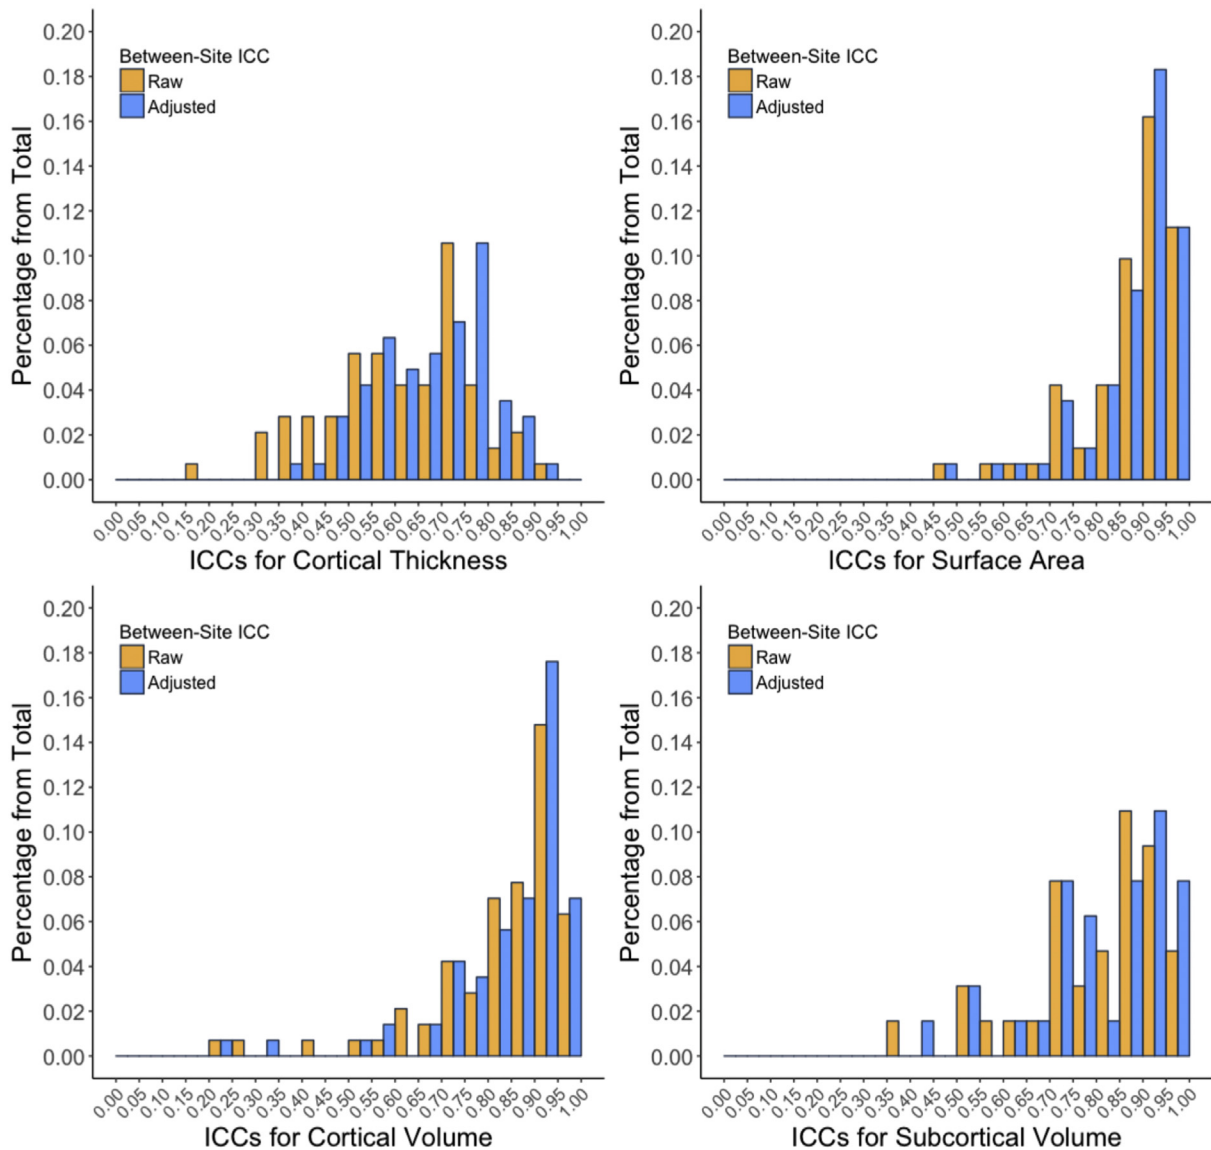 0.20
0.18
0.16
0.14
0.12
0.10
0.08
0.06
0.04
0.02
0.00
Percentage from Total
Between-Site ICC
Raw
Adjusted
0.00 0.05 0.10 0.15 0.20 0.25 0.30 0.35 0.40 0.45 0.50 0.55 0.60 0.65 0.70 0.75 0.80 0.85 0.90 0.95 1.00
ICCs for Cortical Thickness
0.20
0.18
0.16
0.14
0.12
0.10
0.08
0.06
0.04
0.02
0.00
Percentage from Total
Between-Site ICC
Raw
Adjusted
0.00 0.05 0.10 0.15 0.20 0.25 0.30 0.35 0.40 0.45 0.50 0.55 0.60 0.65 0.70 0.75 0.80 0.85 0.90 0.95 1.00
ICCs for Surface Area
0.20
0.18
0.16
0.14
0.12
0.10
0.08
0.06
0.04
0.02
0.00
Percentage from Total
Between-Site ICC
Raw
Adjusted
0.00 0.05 0.10 0.15 0.20 0.25 0.30 0.35 0.40 0.45 0.50 0.55 0.60 0.65 0.70 0.75 0.80 0.85 0.90 0.95 1.00
ICCs for Cortical Volume
0.20
0.18
0.16
0.14
0.12
0.10
0.08
0.06
0.04
0.02
0.00
Percentage from Total
Between-Site ICC
Raw
Adjusted
0.00 0.05 0.10 0.15 0.20 0.25 0.30 0.35 0.40 0.45 0.50 0.55 0.60 0.65 0.70 0.75 0.80 0.85 0.90 0.95 1.00
ICCs for Subcortical Volume